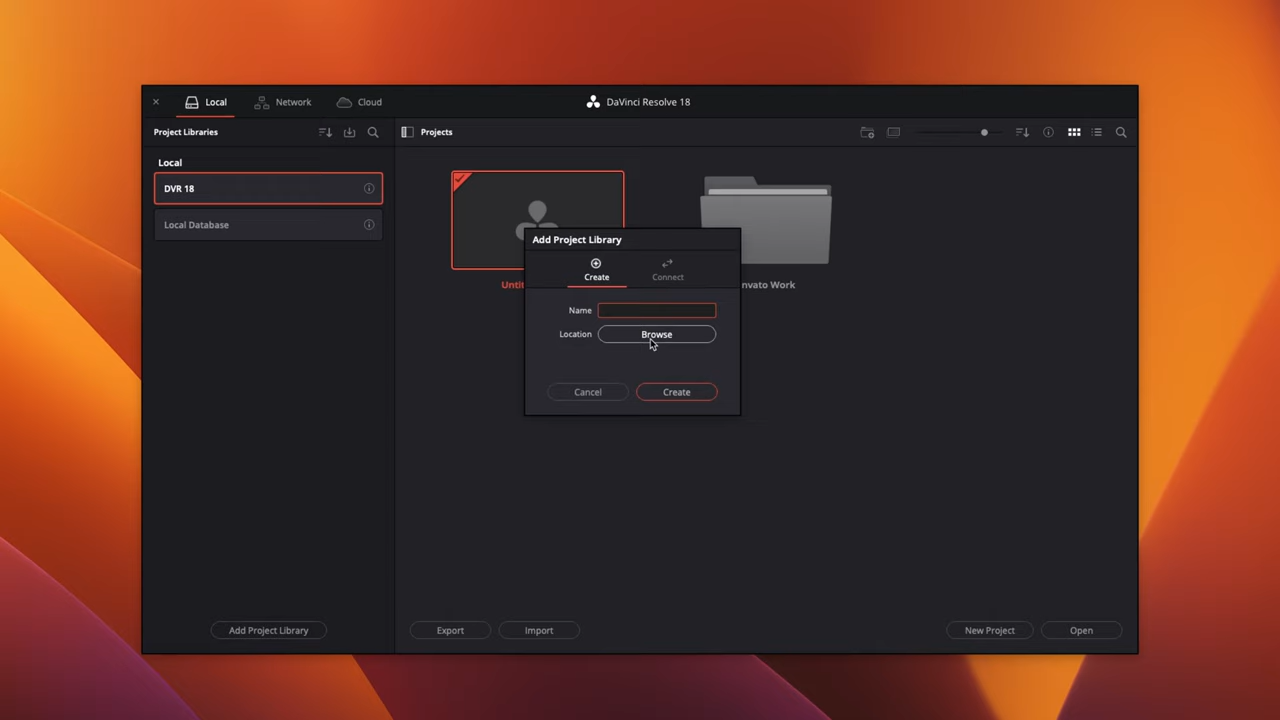 Local
Network
Cloud
DaVinci Resolve 18
Project Libraries
Projects
Local
DVR 18
Local Database
Add Project Library
Create
Connect
Name
Location
Browse
Cancel
Create
Work
Add Project Library
Export
Import
New Project
Open